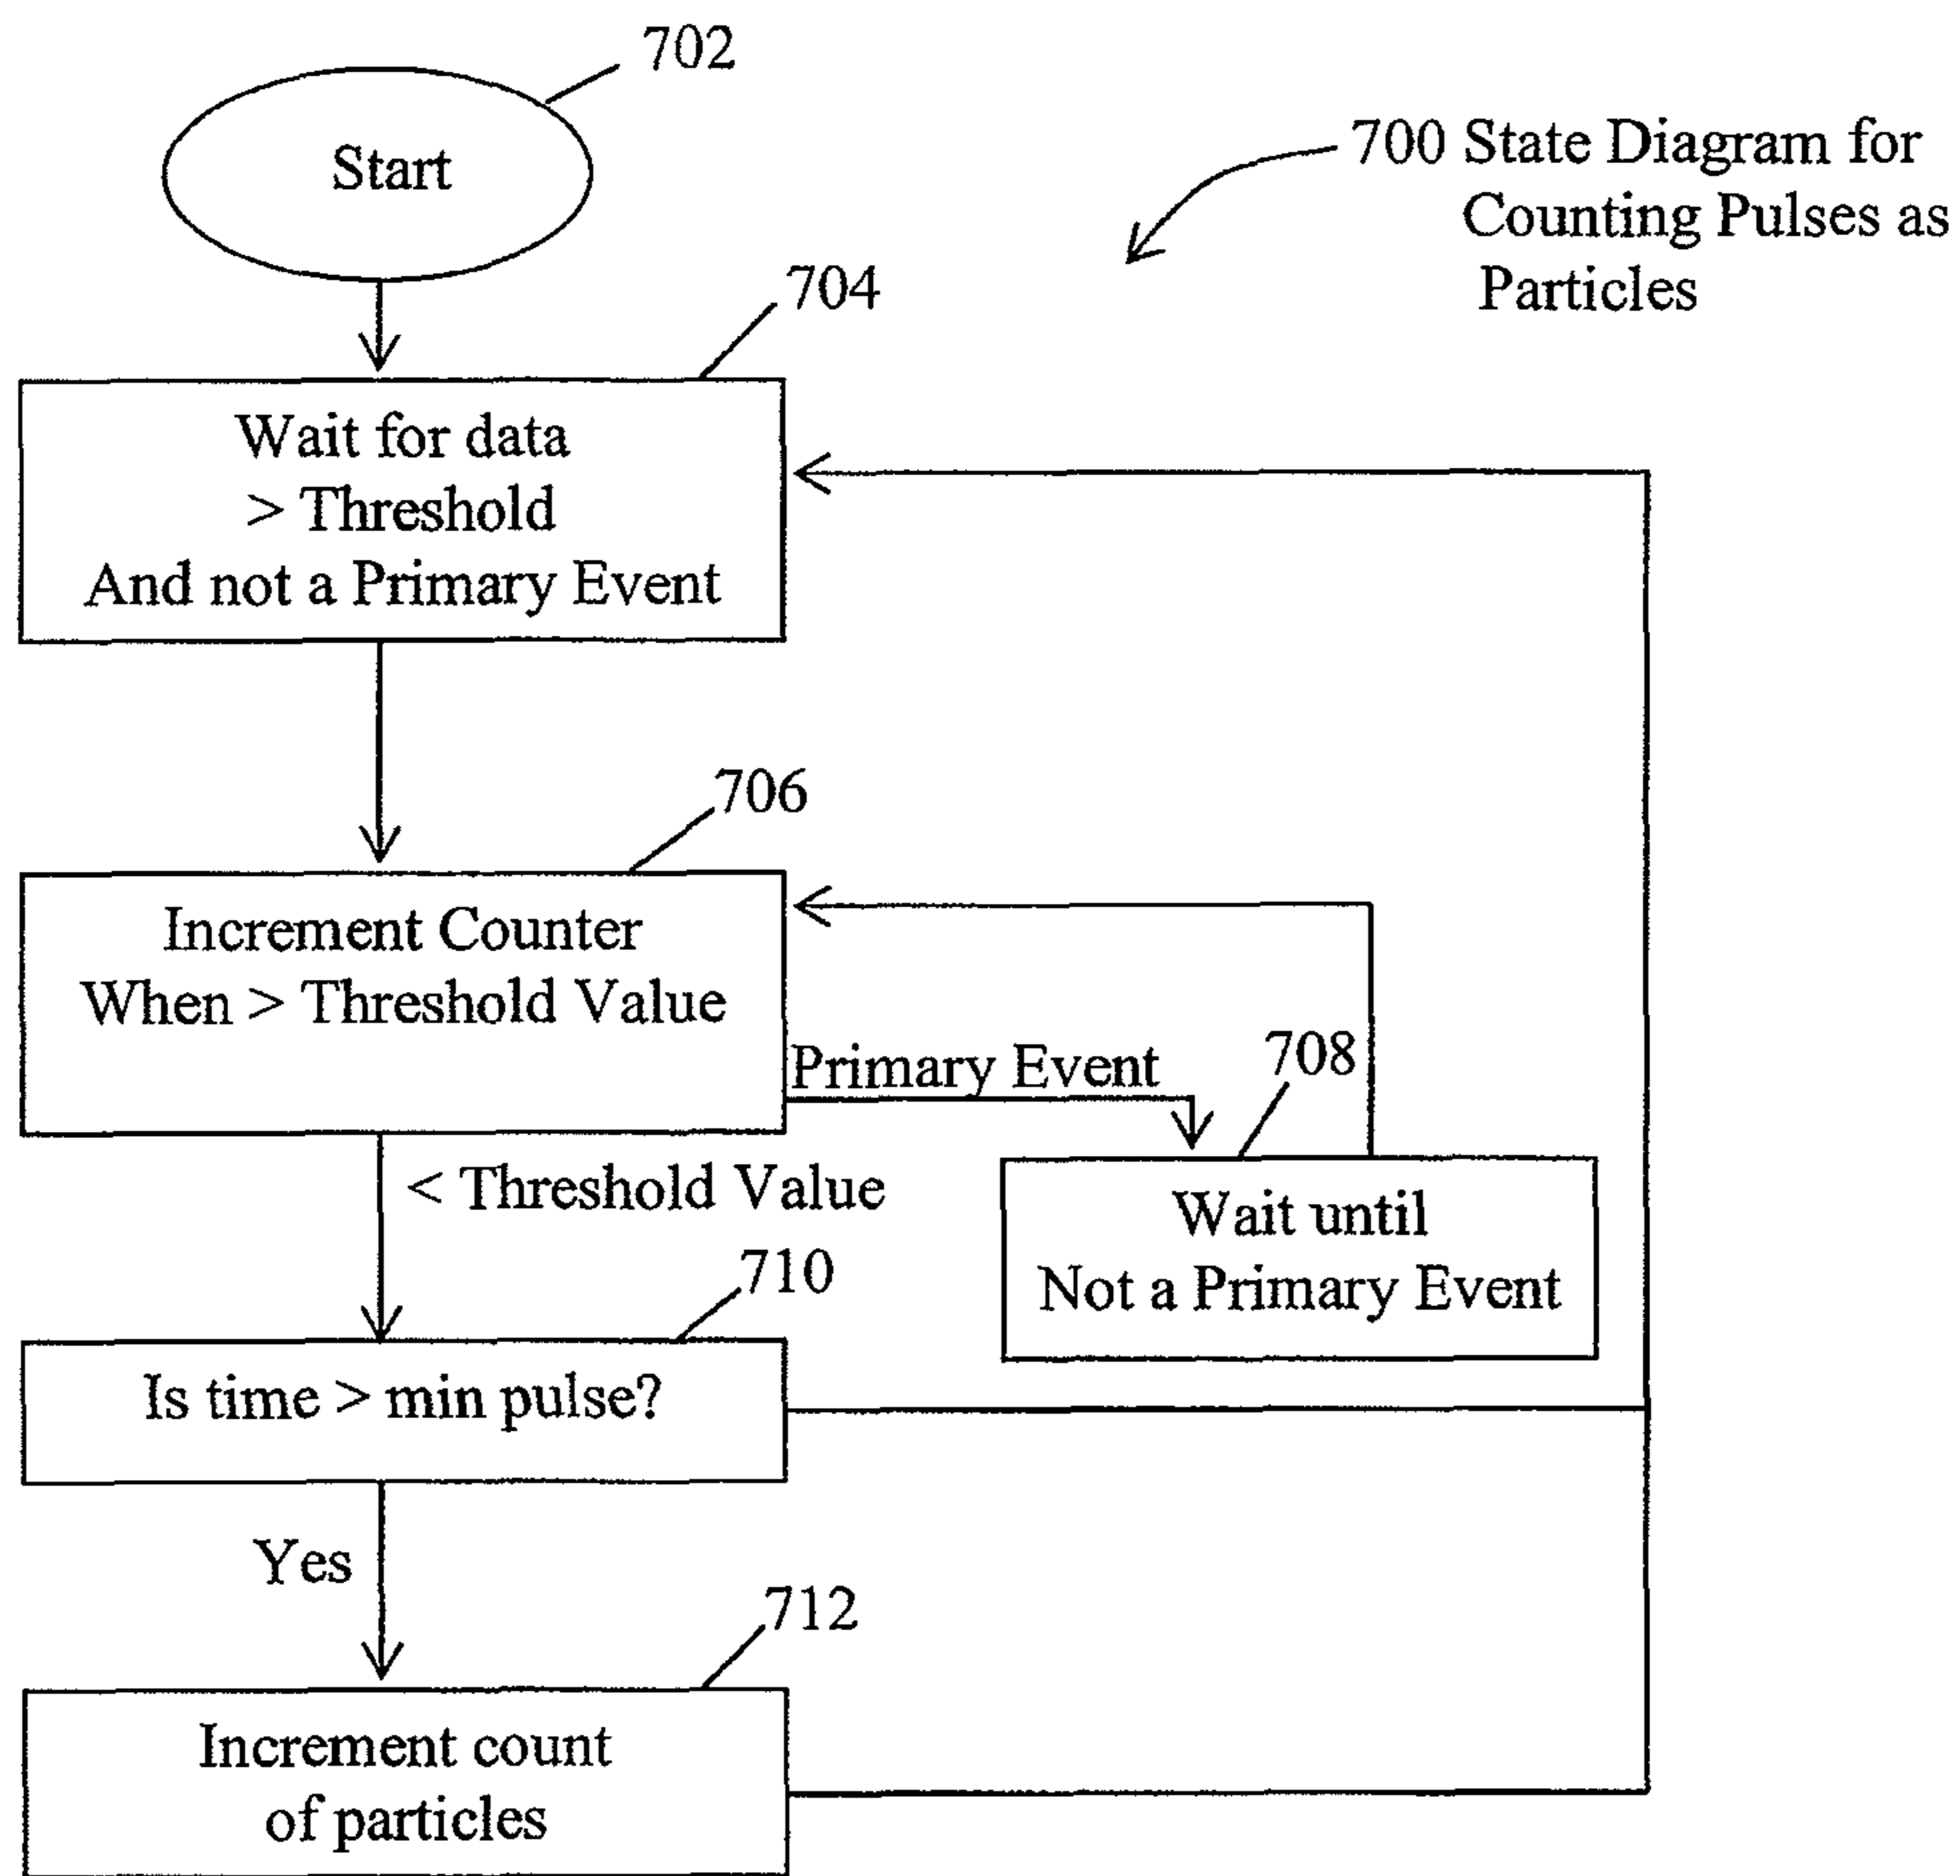 702
Start
700 State Diagram for
Counting Pulses as
Particles
704
Wait for data
> Threshold
And not a Primary Event
706
Increment Counter
When > Threshold Value
Primary Event
708
< Threshold Value
Wait until
Not a Primary Event
710
Is time > min pulse?
Yes
712
Increment count
of particles